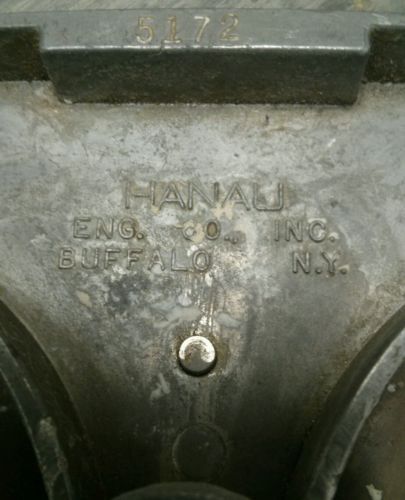 5172
HANAU
ENG. CO., INC.
BUFFALO N.Y.